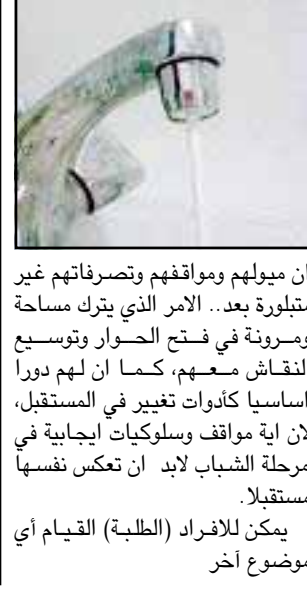 ان ميولهم ومواقفهم وتصرفاتهم غير
متبلورة بعد.. الامر الذي يترك مساحة
ومرونة في فتح الحوار وتوسيع
النقاش معهم، كما ان لهم دورا
اساسيا كأدوات تغيير في المستقبل،
لان اية مواقف وسلوكيات ايجابية في
مرحلة الشباب لابد ان تعكس نفسها
مستقبلا.
يمكن للافراد (الطلبة) القيام أي
موضوع آخر